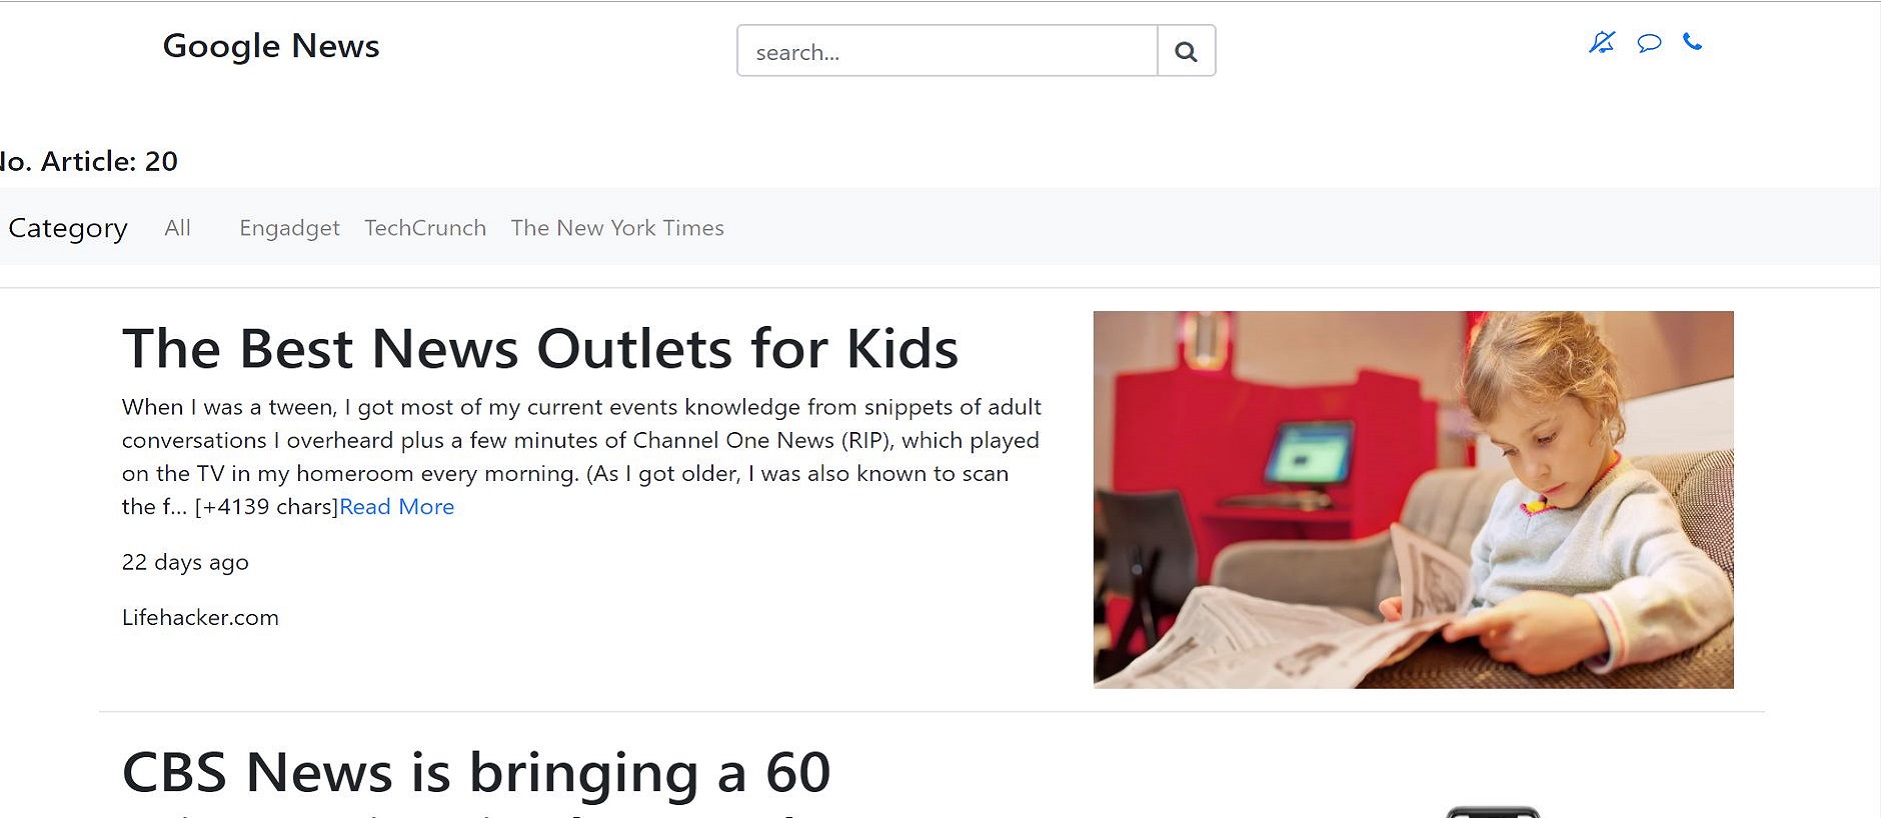 Google News
search...
No. Article: 20
Category All Engadget TechCrunch The New York Times
The Best News Outlets for Kids
When I was a tween, I got most of my current events knowledge from snippets of adult
conversations I overheard plus a few minutes of Channel One News (RIP), which played
on the TV in my homeroom every morning. (As I got older, I was also known to scan
the f... [+4139 chars]Read More
22 days ago
Lifehacker.com
CBS News is bringing a 60